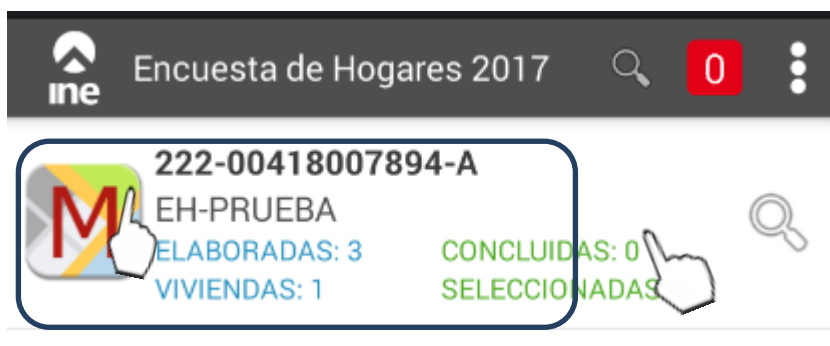 ine
Encuesta de Hogares 2017
0
222-00418007894-A
M
EH-PRUEBA
ELABORADAS: 3 CONCLUIDAS: 0
VIVIENDAS: 1 SELECCIONADAS